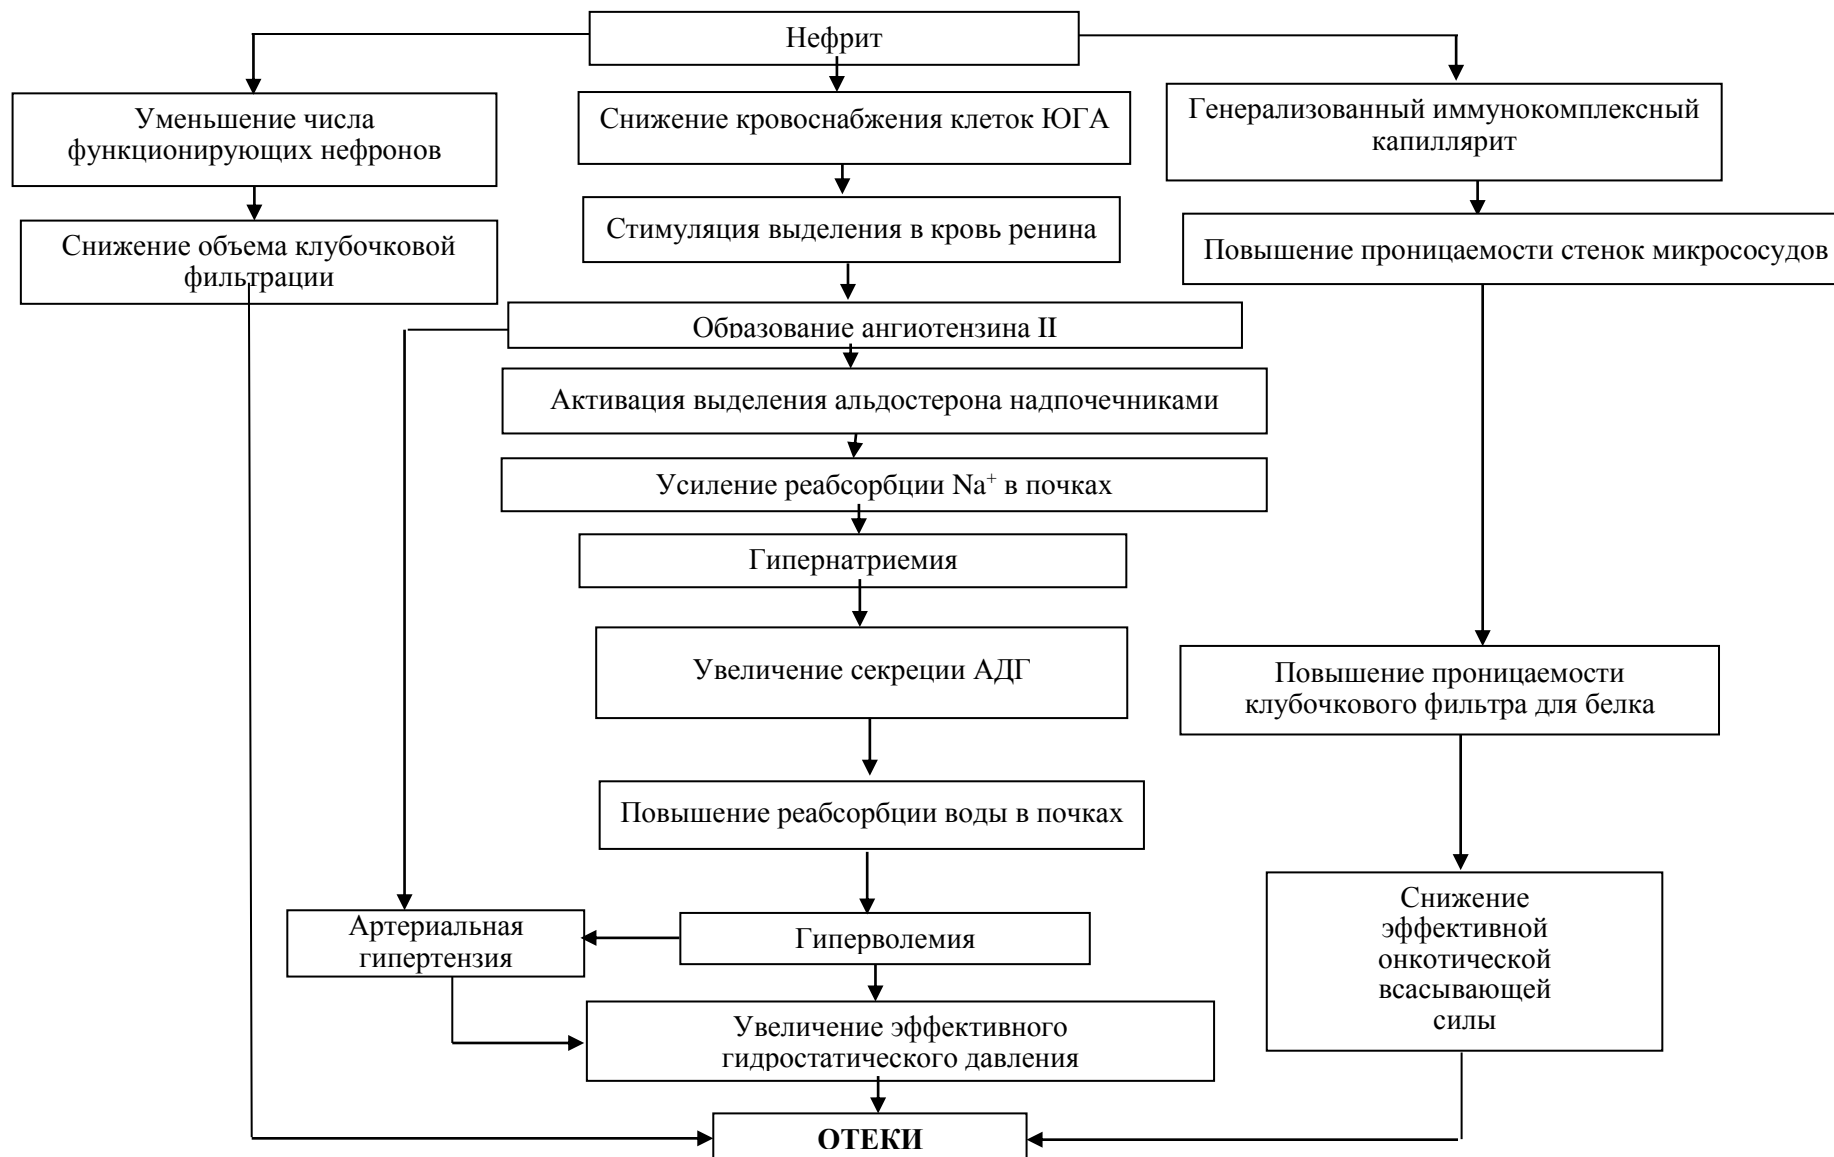 Нефрит
Уменьшение числа
функционирующих нефронов
Снижение кровоснабжения клеток ЮГА
Генерализованный иммунокомплексный
капиллярит
Снижение объема клубочковой
фильтрации
Стимуляция выделения в кровь ренина
Повышение проницаемости стенок микрососудов
Образование ангиотензина II
Активация выделения альдостерона надпочечниками
Усиление реабсорбции Na⁺ в почках
Гипернатриемия
Увеличение секреции АДГ
Повышение проницаемости
клубочкового фильтра для белка
Повышение реабсорбции воды в почках
Артериальная
гипертензия
Гиперволемия
Снижение
эффективной
онкотической
всасывающей
силы
Увеличение эффективного
гидростатического давления
ОТЕКИ